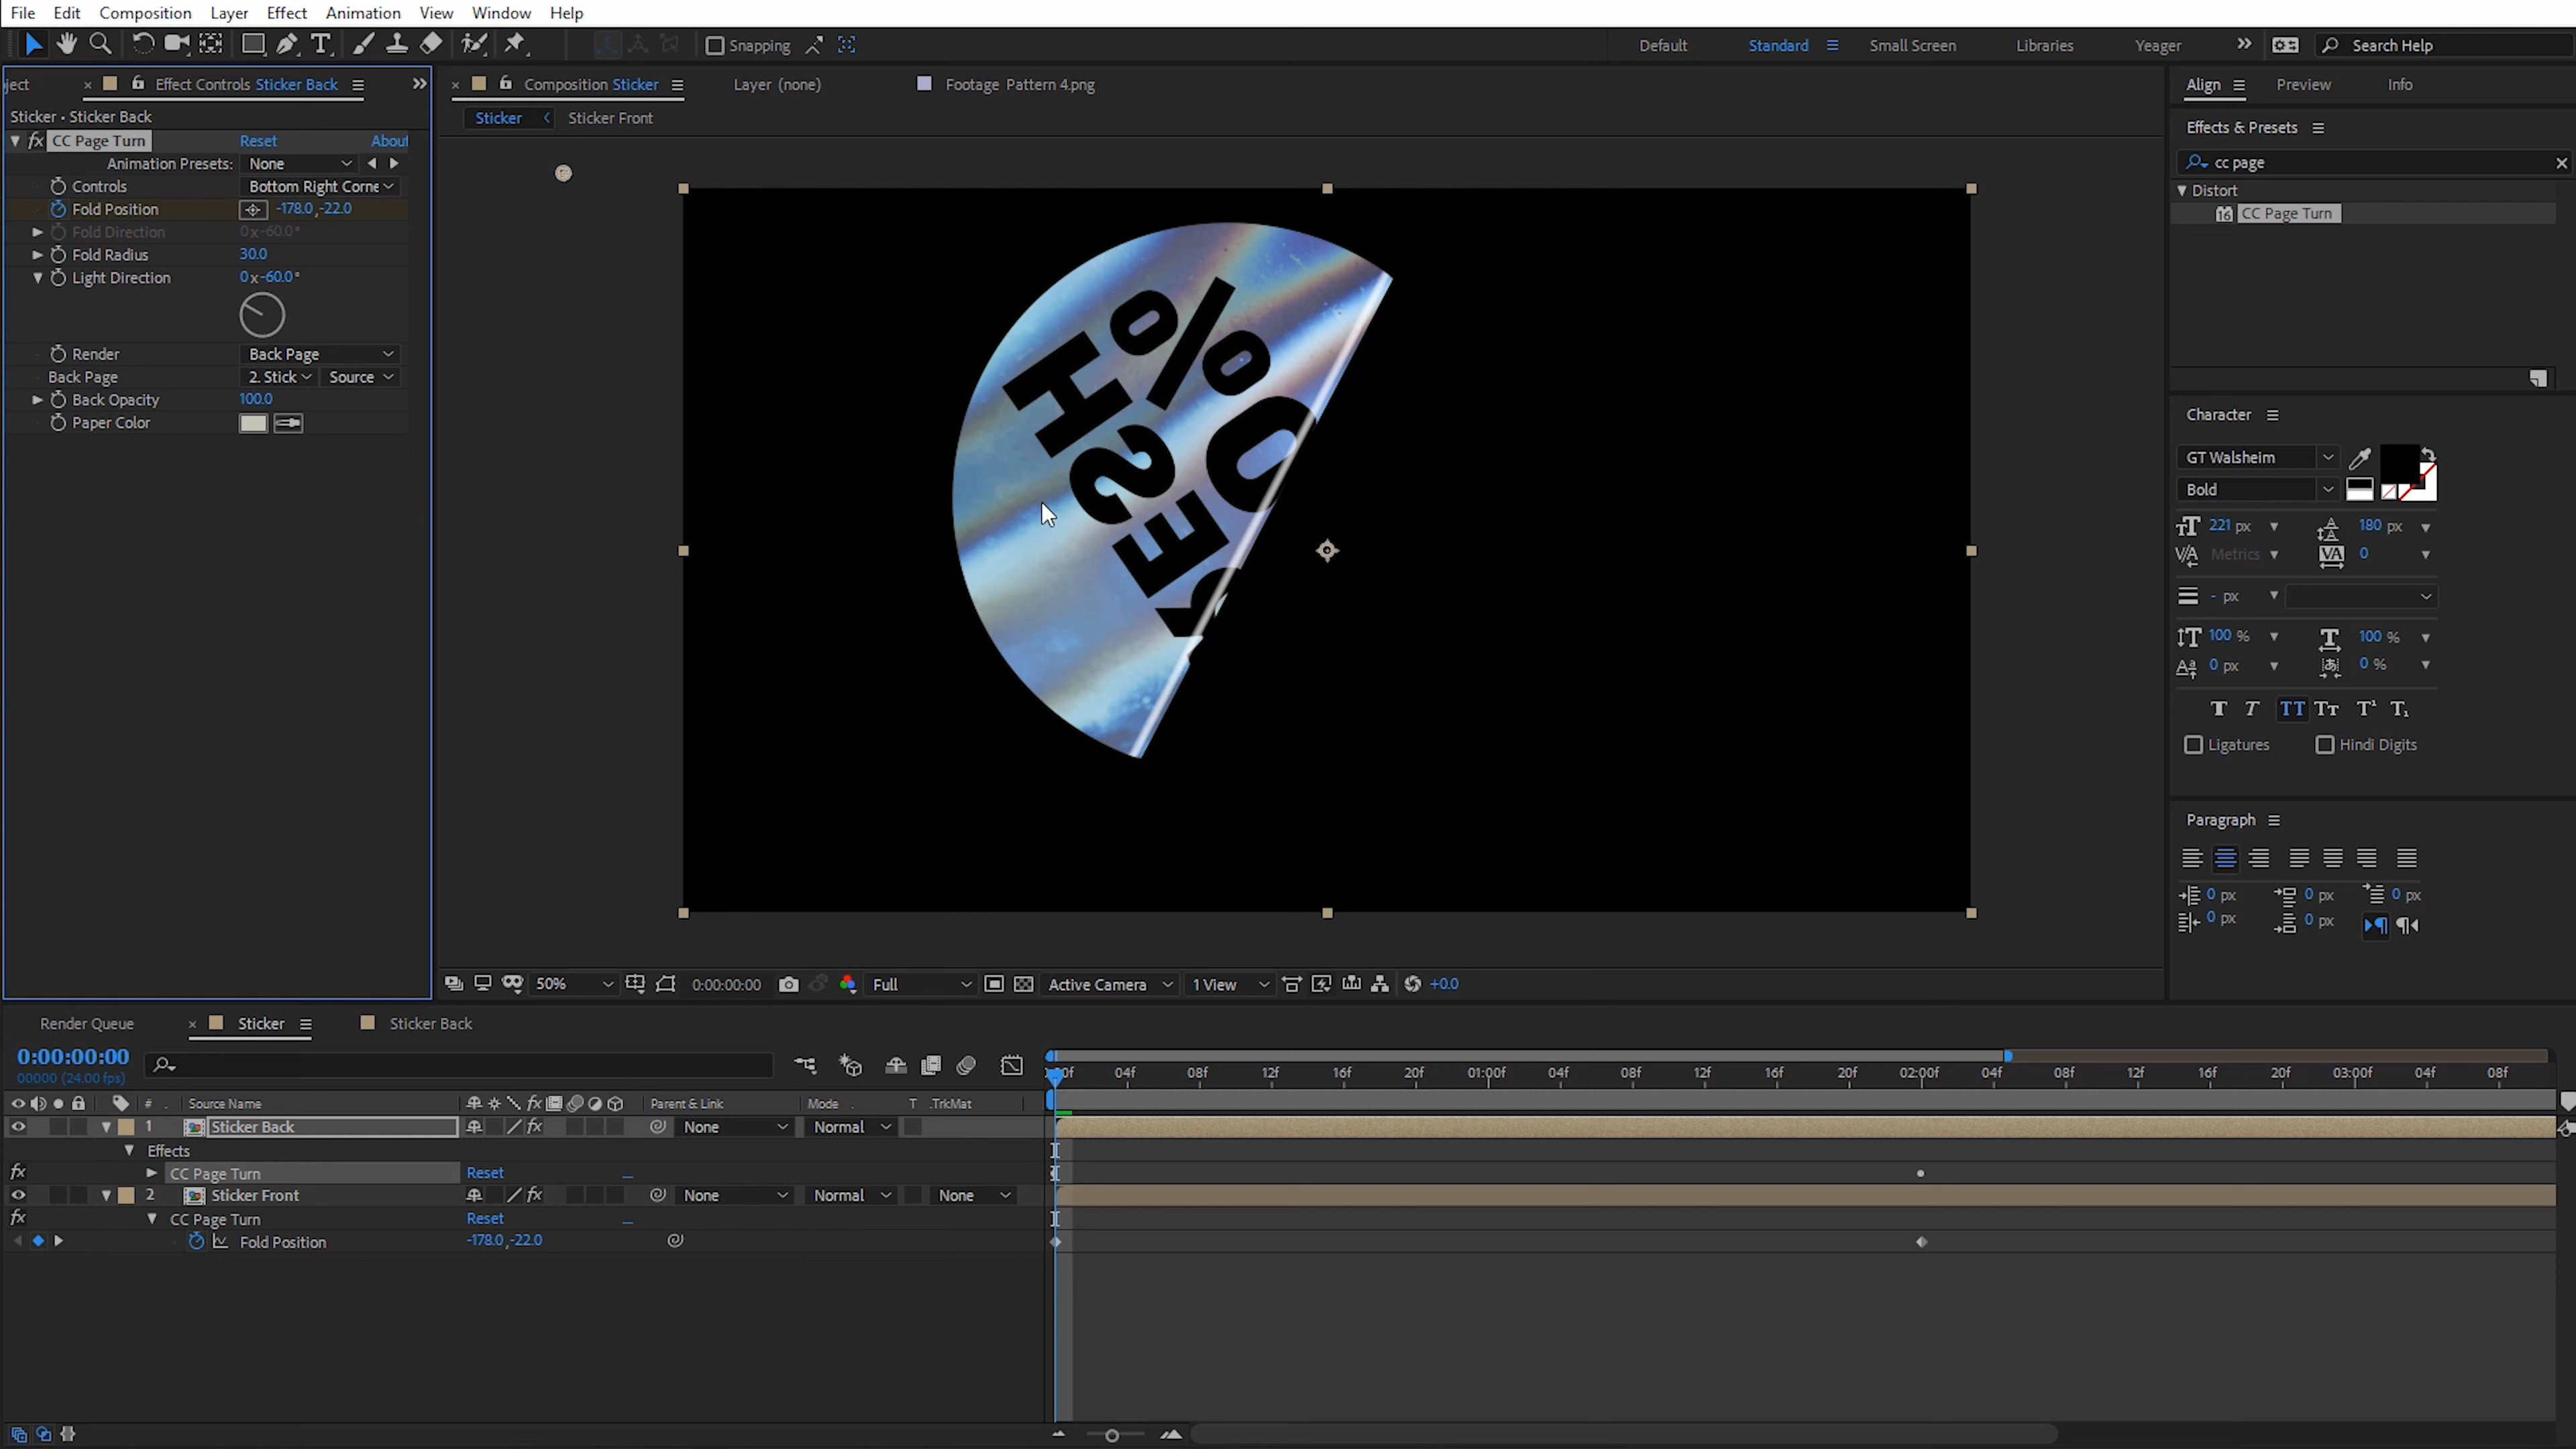 File Edit Composition Layer Effect Animation View Window Help
Snapping Default Standard Small Screen Libraries Yeager Search Help
ject Effect Controls Sticker Back
Composition Sticker Layer (none) Footage Pattern 4.png
Align Preview Info
Sticker • Sticker Back
Sticker Sticker Front
fx CC Page Turn Reset About
Animation Presets: None
Controls Bottom Right Corne
Fold Position -178.0,-22.0
Fold Direction 0x-60.0°
Fold Radius 30.0
Light Direction 0x-60.0°
Render Back Page
Back Page 2. Stick Source
Back Opacity 100.0
Paper Color
Effects & Presets
cc page
Distort
16 CC Page Turn
Character
GT Walsheim
Bold
221 px 180 px
Metrics 0
- px
100 % 100 %
0 px 0 %
Ligatures Hindi Digits
Paragraph
0 px 0 px 0 px
0 px 0 px
50% 0:00:00:00 Full Active Camera 1 View +0.0
Render Queue Sticker Sticker Back
0:00:00:00
00000 (24.00 fps)
04f 08f 12f 16f 20f 01:00f 04f 08f 12f 16f 20f 02:00f 04f 08f 12f 16f 20f 03:00f 04f 08f
# Source Name fx Parent & Link Mode T .TrkMat
1 Sticker Back fx None Normal
Effects
fx CC Page Turn Reset
2 Sticker Front fx None Normal None
fx CC Page Turn Reset
Fold Position -178.0,-22.0